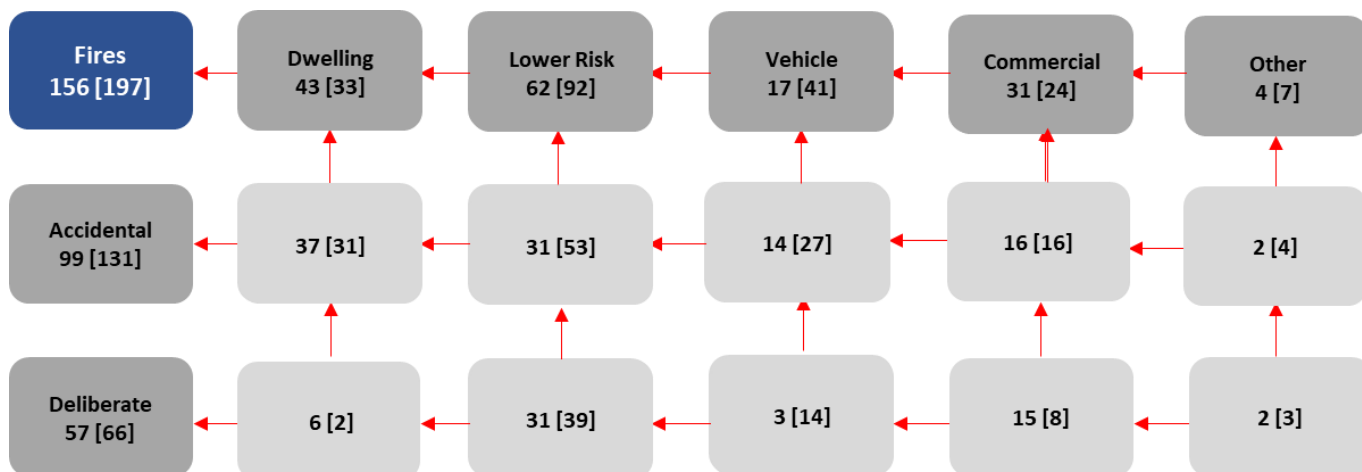 Fires
156 [197]
Dwelling
43 [33]
Lower Risk
62 [92]
Vehicle
17 [41]
Commercial
31 [24]
Other
4 [7]
Accidental
99 [131]
37 [31]
31 [53]
14 [27]
16 [16]
2 [4]
Deliberate
57 [66]
6 [2]
31 [39]
3 [14]
15 [8]
2 [3]